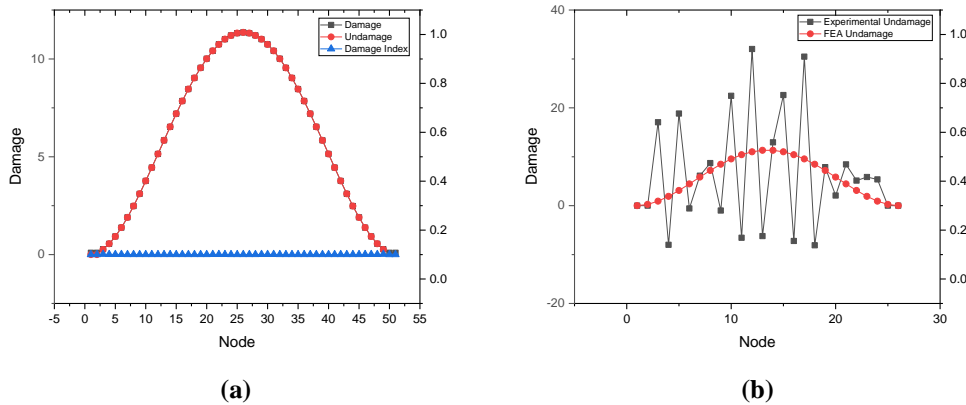 Damage
Undamage
Damage Index
10
5
0
Damage
1.0
0.8
0.6
0.4
0.2
0.0
-5 0 5 10 15 20 25 30 35 40 45 50 55
Node
(a)
Experimental Undamage
FEA Undamage
40
20
0
-20
Damage
1.0
0.8
0.6
0.4
0.2
0.0
0 10 20 30
Node
(b)